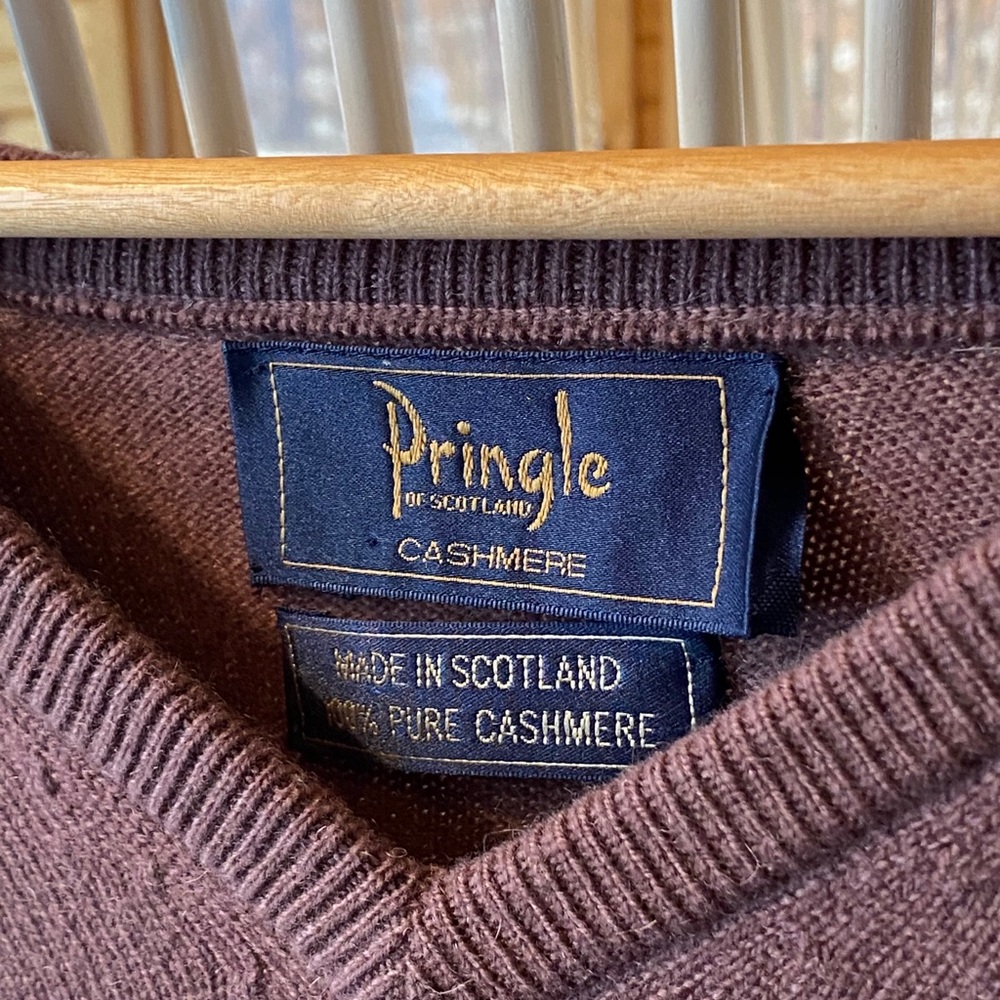 Pringle
OF SCOTLAND
CASHMERE
MADE IN SCOTLAND
100% PURE CASHMERE